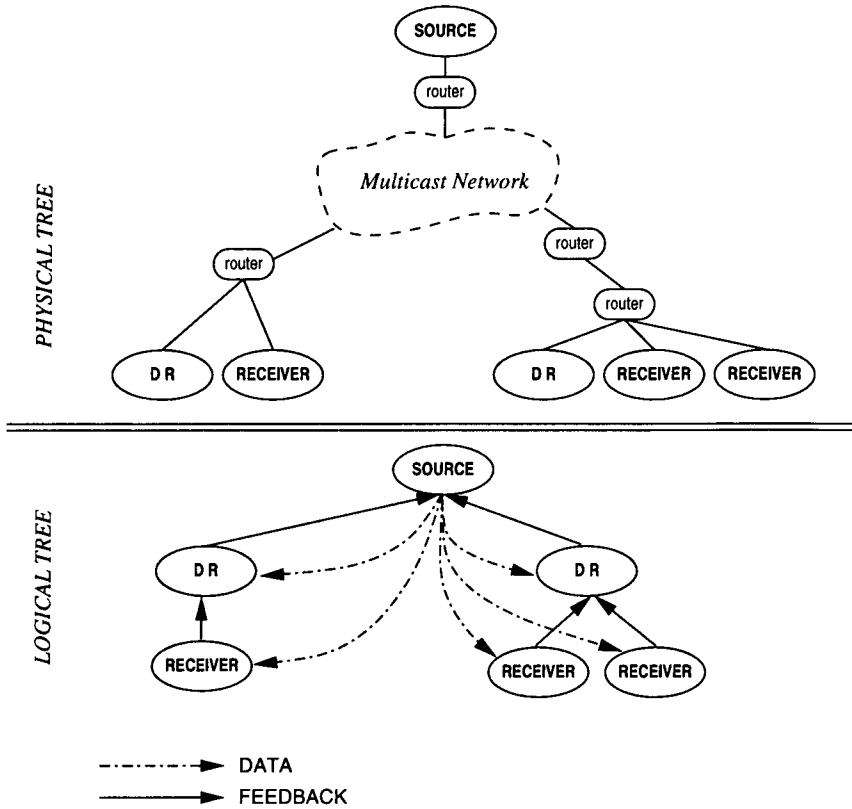 SOURCE
router
Multicast Network
PHYSICAL TREE
router
router
router
D R
RECEIVER
D R
RECEIVER
RECEIVER
SOURCE
LOGICAL TREE
D R
D R
RECEIVER
RECEIVER
RECEIVER
DATA
FEEDBACK